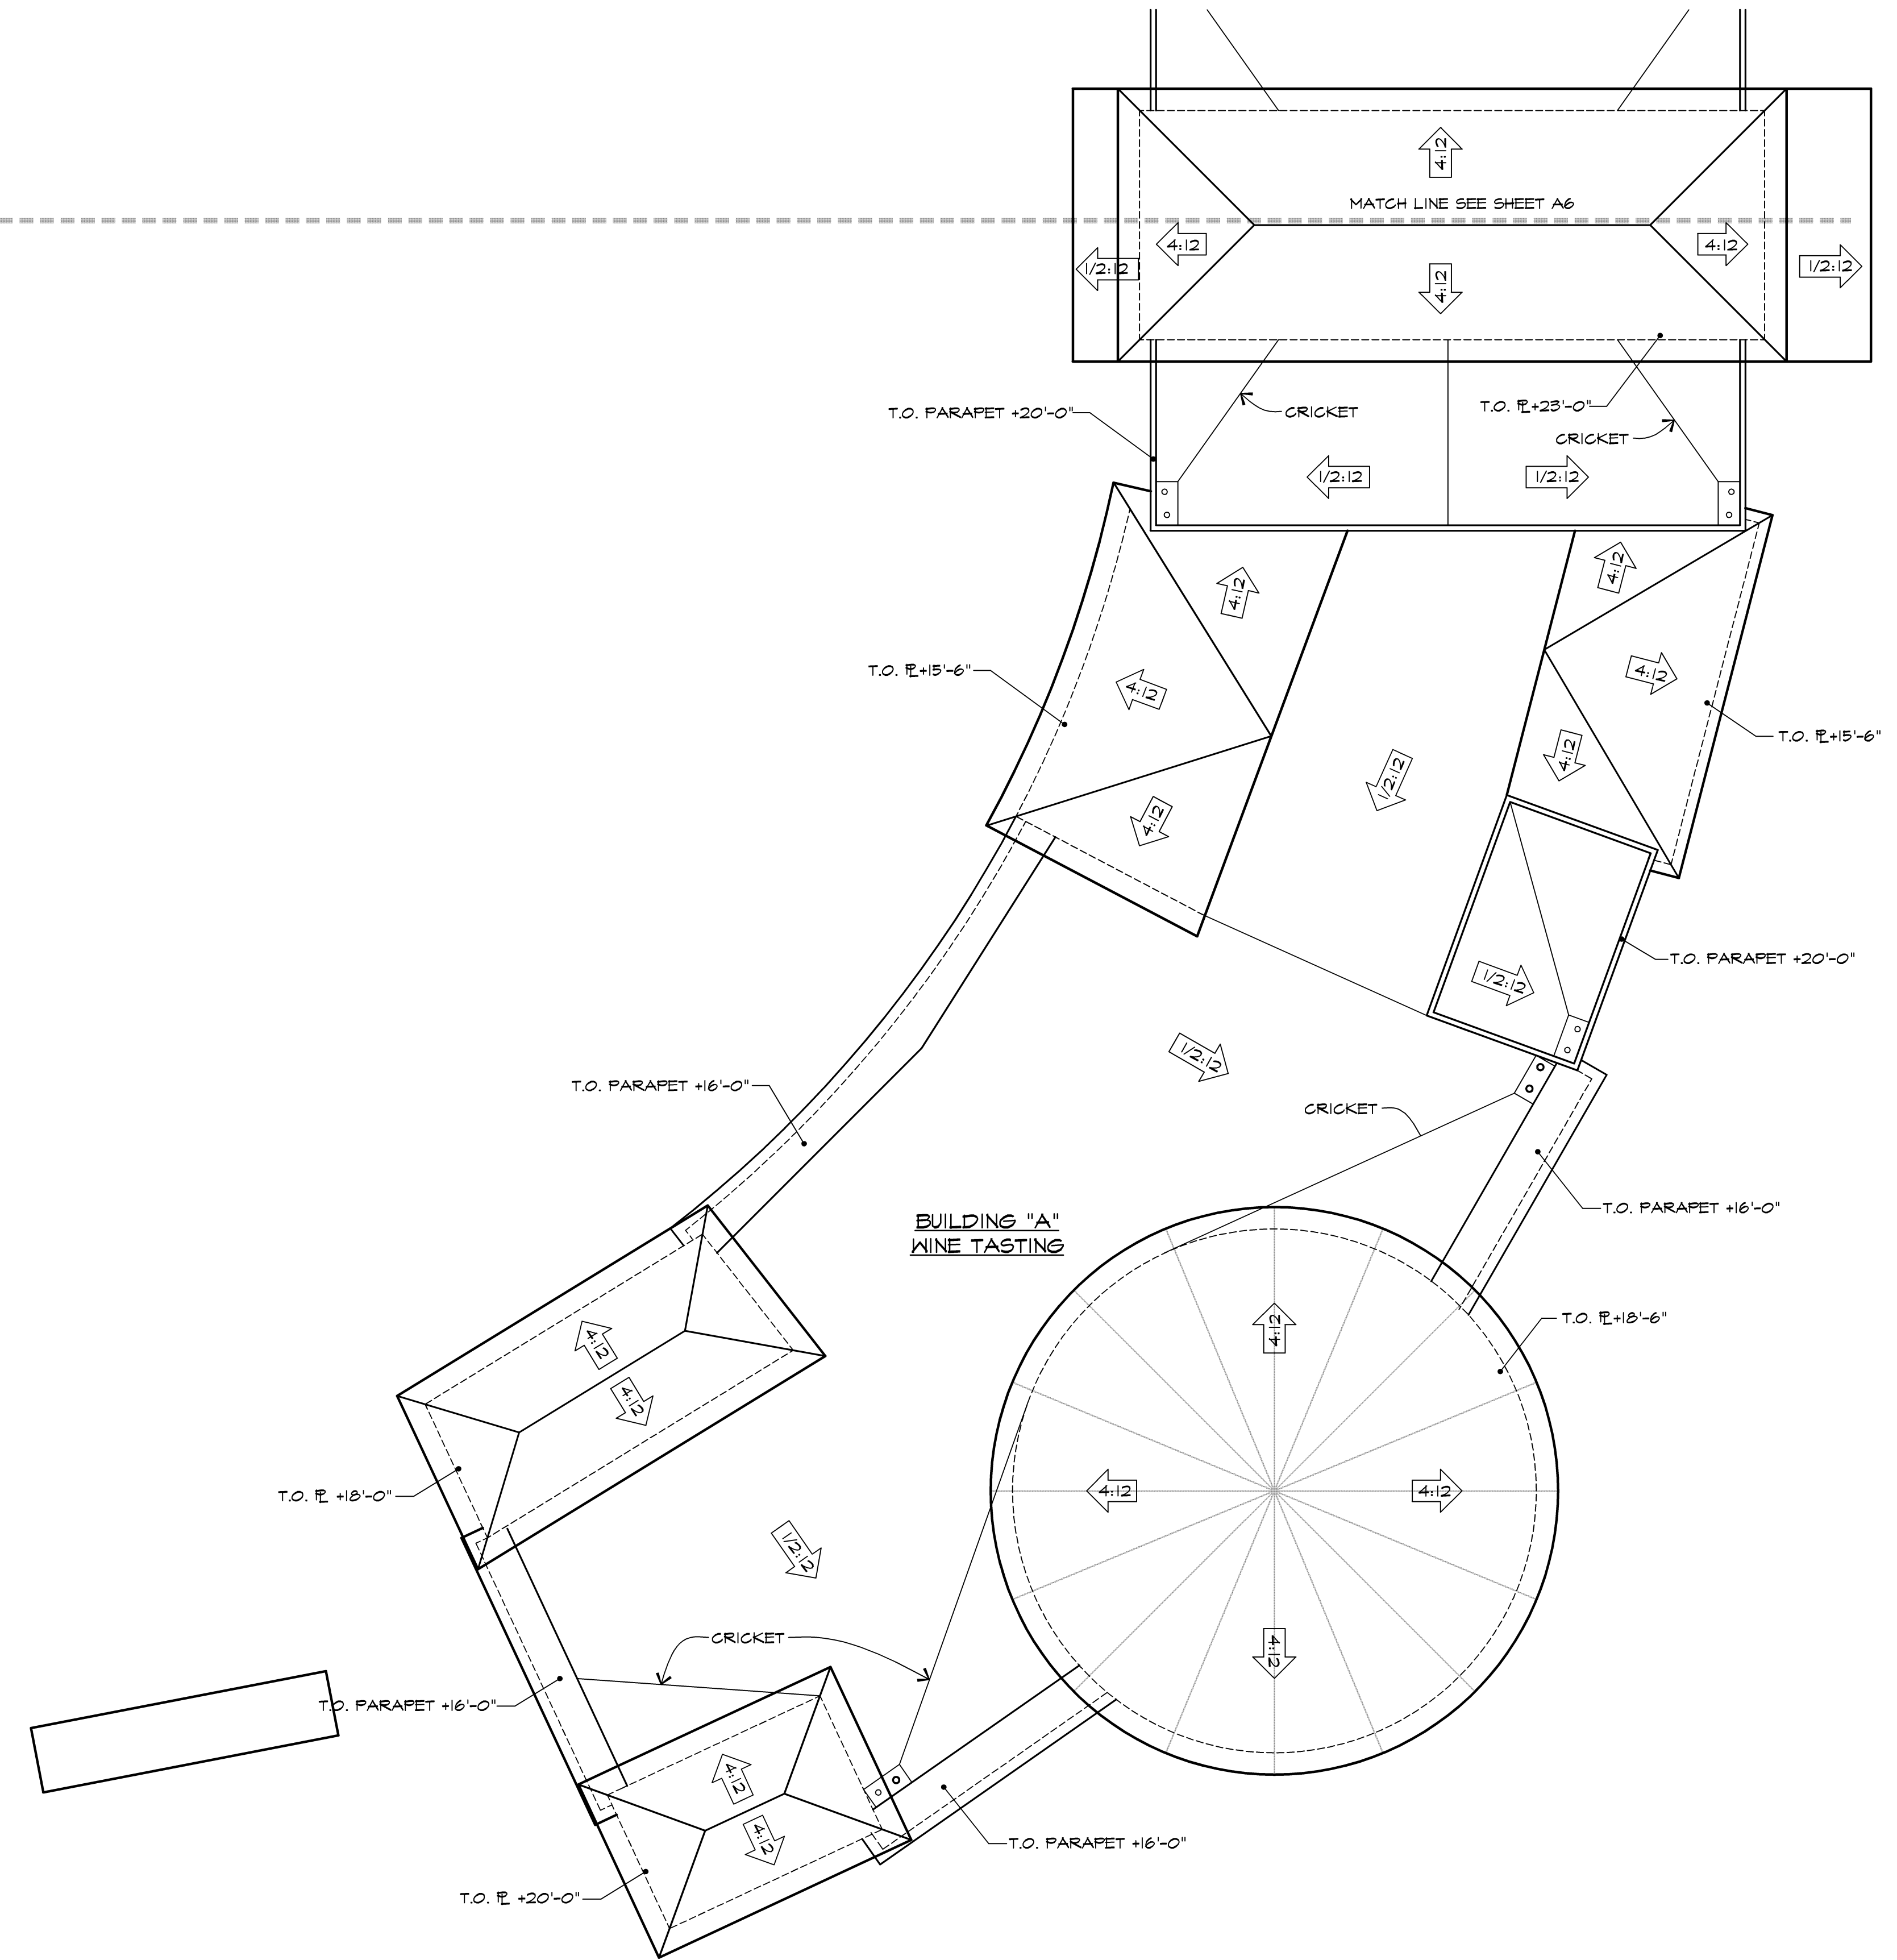 4:12
MATCH LINE SEE SHEET A6
4:12
4:12
1/2:12
1/2:12
4:12
T.O. PARAPET +20'-0"
CRICKET
T.O. PL+23'-0"
CRICKET
1/2:12
1/2:12
4:12
4:12
T.O. PL+15'-6"
4:12
4:12
T.O. PL+15'-6"
4:12
1/2:12
4:12
T.O. PARAPET +20'-0"
1/2:12
1/2:12
T.O. PARAPET +16'-0"
CRICKET
T.O. PARAPET +16'-0"
BUILDING "A"
WINE TASTING
T.O. PL+18'-6"
4:12
4:12
4:12
T.O. PL +18'-0"
4:12
4:12
1/2:12
CRICKET
4:12
T.O. PARAPET +16'-0"
4:12
4:12
T.O. PARAPET +16'-0"
T.O. PL +20'-0"